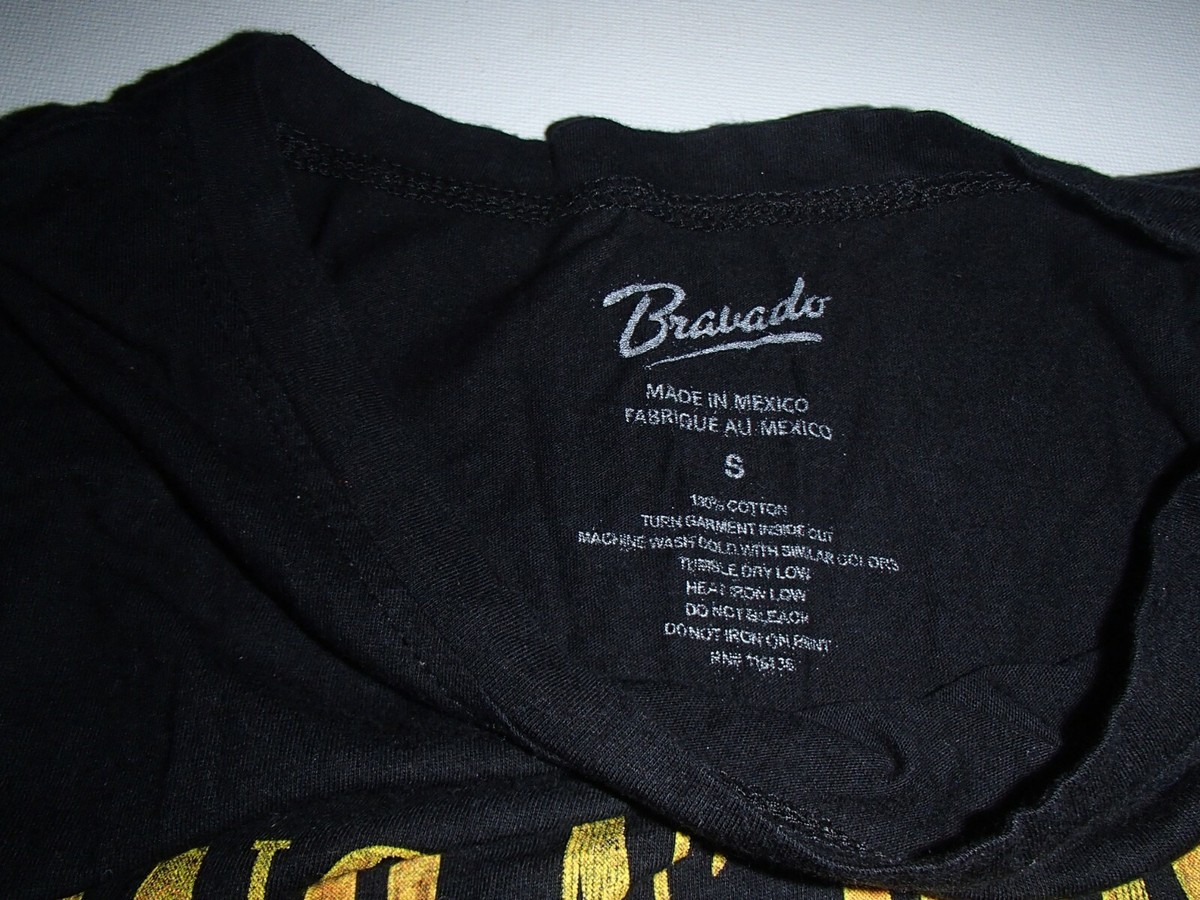 Bravado
MADE IN MEXICO
FABRIQUE AU MEXICO
S
100% COTTON
TURN GARMENT INSIDE OUT
MACHINE WASH COLD WITH SIMILAR COLORS
TUMBLE DRY LOW
HEAT IRON LOW
DO NOT BLEACH
DO NOT IRON ON PRINT
RN#